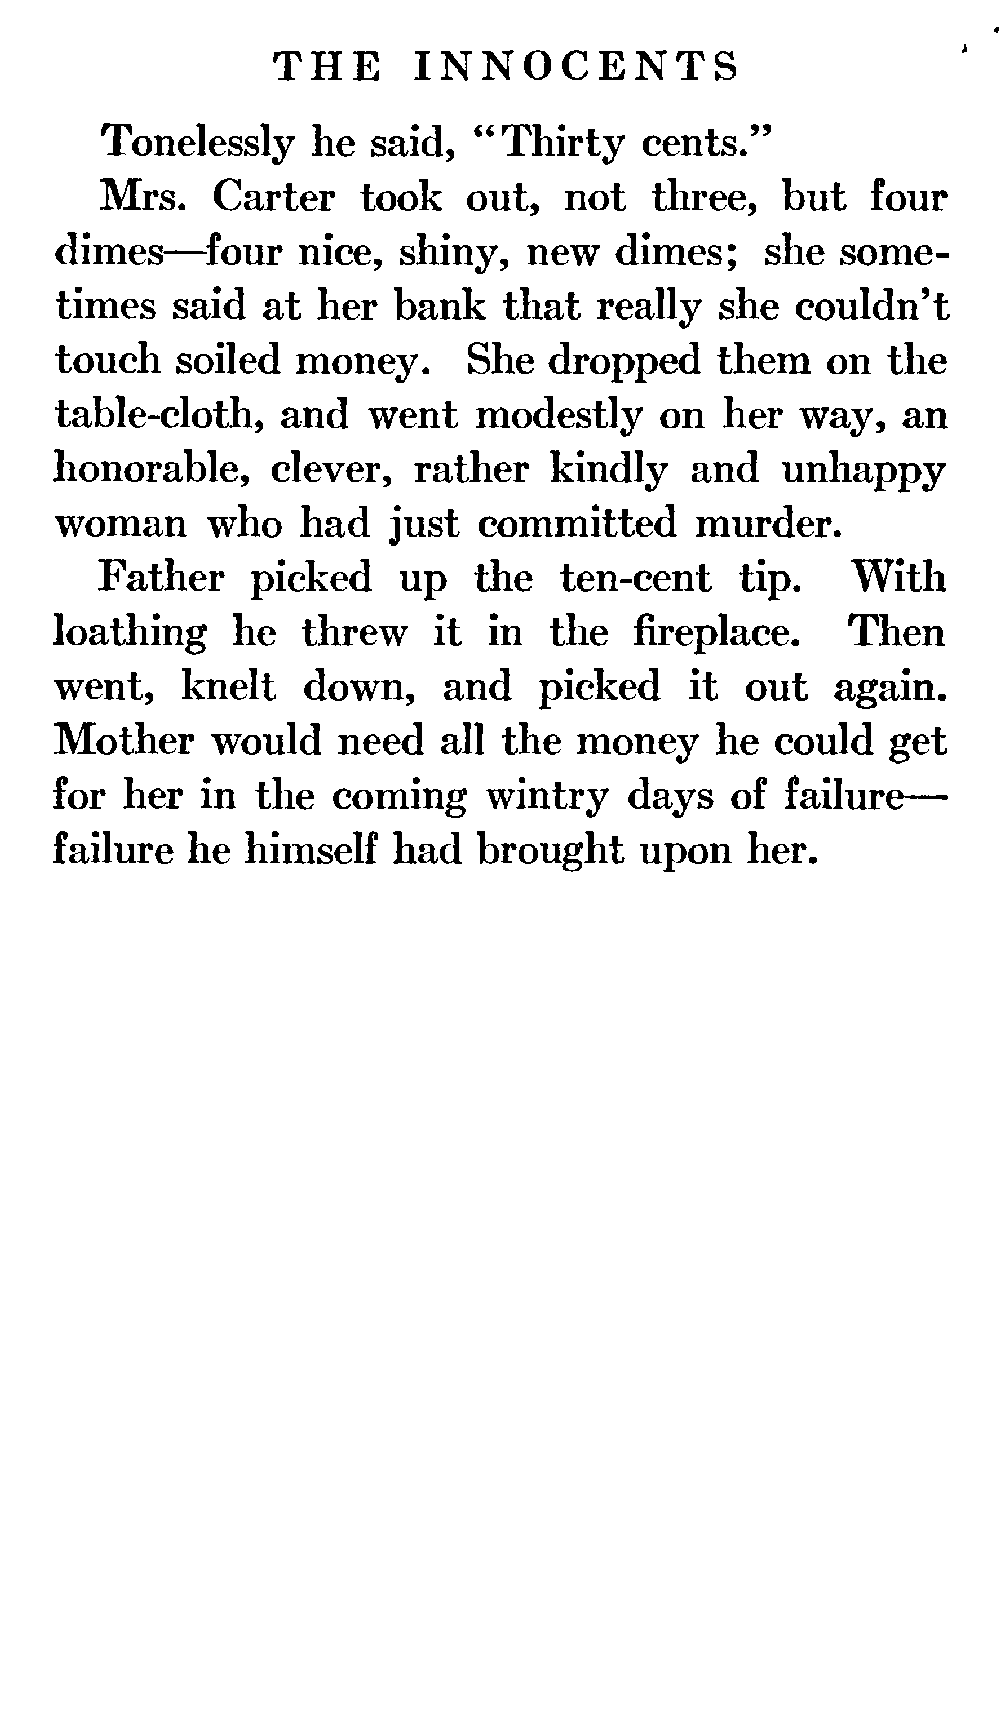 THE INNOCENTS
Tonelessly he said, “Thirty cents.”
Mrs. Carter took out, not three, but four
dimes—four nice, shiny, new dimes; she some-
times said at her bank that really she couldn’t
touch soiled money. She dropped them on the
table-cloth, and went modestly on her way, an
honorable, clever, rather kindly and unhappy
woman who had just committed murder.
Father picked up the ten-cent tip. With
loathing he threw it in the fireplace. Then
went, knelt down, and picked it out again.
Mother would need all the money he could get
for her in the coming wintry days of failure—
failure he himself had brought upon her.